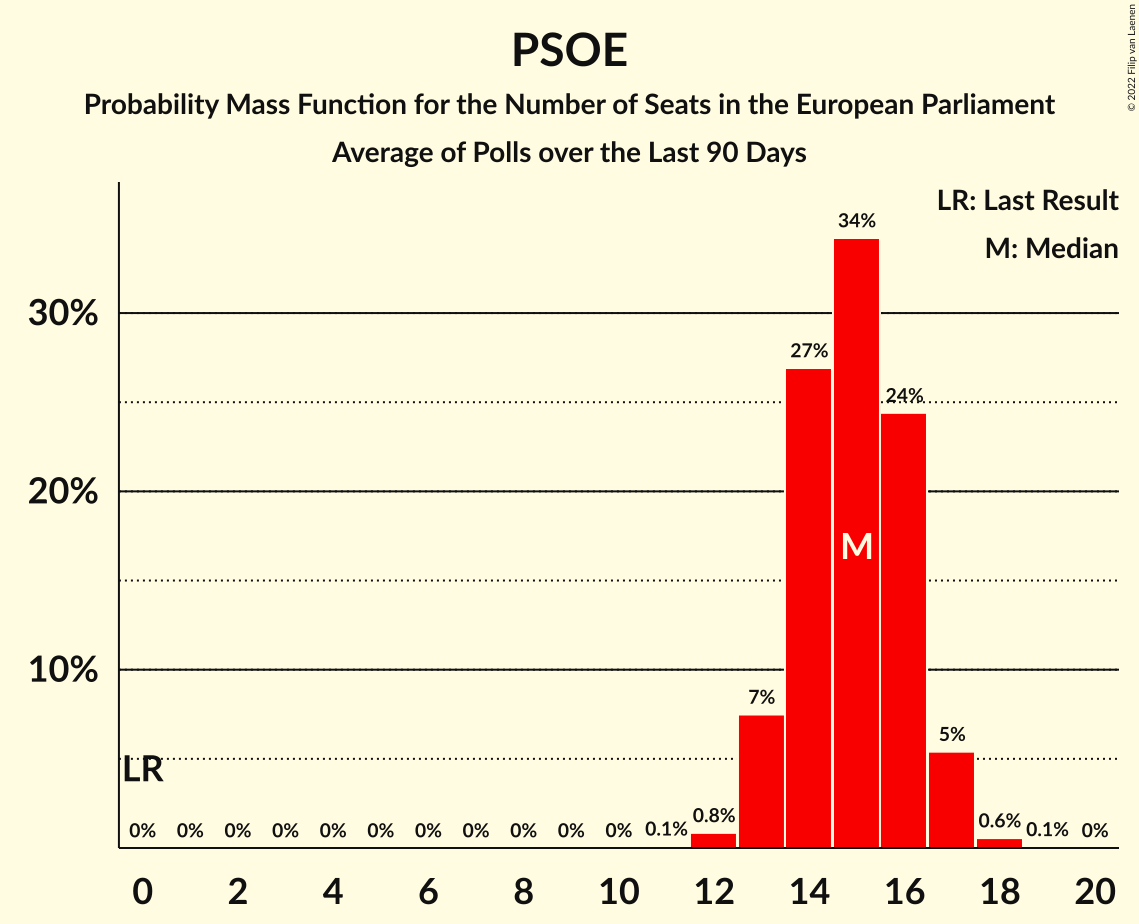 PSOE
Probability Mass Function for the Number of Seats in the European Parliament
Average of Polls over the Last 90 Days
© 2022 Filip van Laenen
LR: Last Result
M: Median
30%
20%
10%
LR
M
0% 0% 0% 0% 0% 0% 0% 0% 0% 0% 0% 0.1% 0.8% 7% 27% 34% 24% 5% 0.6% 0.1% 0%
0 2 4 6 8 10 12 14 16 18 20